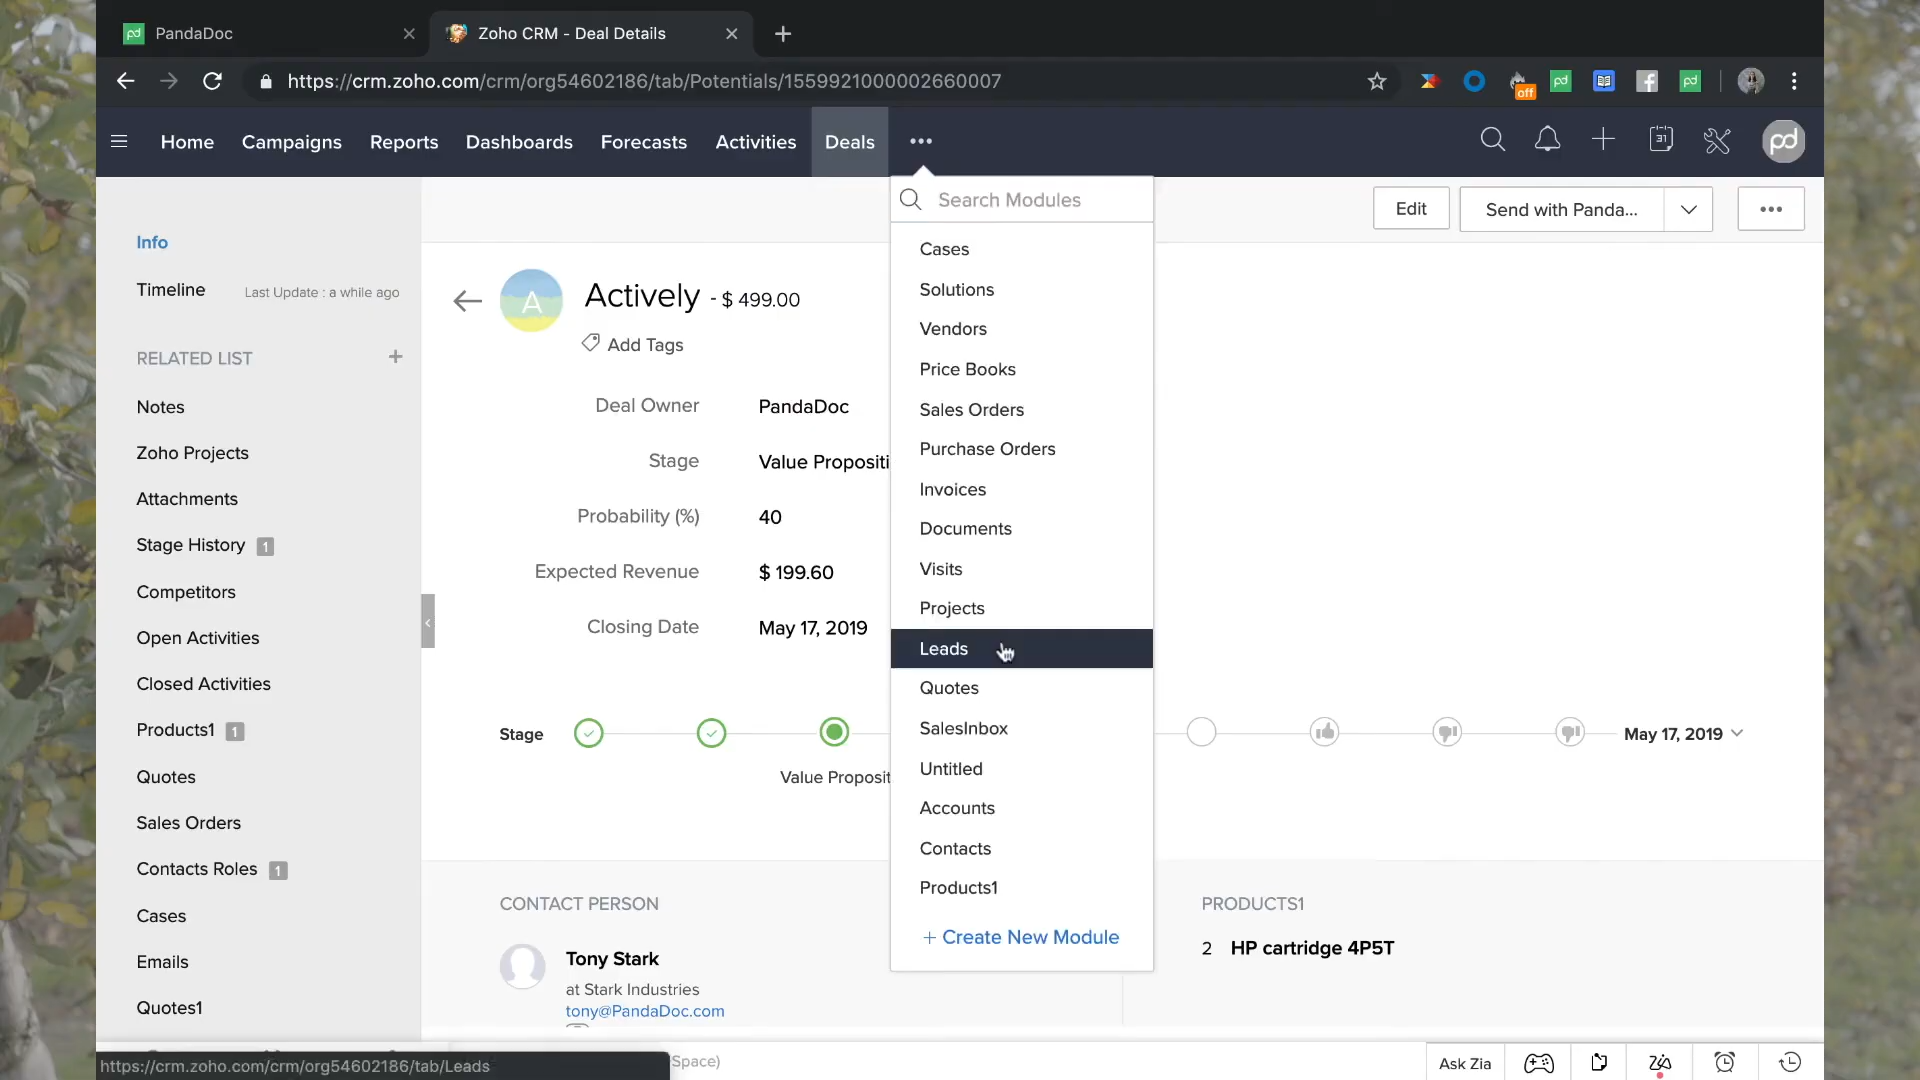 PandaDoc
Zoho CRM - Deal Details
https://crm.zoho.com/crm/org54602186/tab/Potentials/1559921000002660007
off
Home Campaigns Reports Dashboards Forecasts Activities Deals
31
pd
Search Modules
Edit
Send with Panda...
Info
Timeline
Last Update : a while ago
RELATED LIST
Notes
Zoho Projects
Attachments
Stage History 1
Competitors
Open Activities
Closed Activities
Products1 1
Quotes
Sales Orders
Contacts Roles 1
Cases
Emails
Quotes1
A
Actively - $ 499.00
Add Tags
Deal Owner PandaDoc
Stage Value Propositi
Probability (%) 40
Expected Revenue $ 199.60
Closing Date May 17, 2019
Stage
Value Proposit
May 17, 2019
Cases
Solutions
Vendors
Price Books
Sales Orders
Purchase Orders
Invoices
Documents
Visits
Projects
Leads
Quotes
SalesInbox
Untitled
Accounts
Contacts
Products1
+ Create New Module
CONTACT PERSON
Tony Stark
at Stark Industries
tony@PandaDoc.com
PRODUCTS1
2 HP cartridge 4P5T
https://crm.zoho.com/crm/org54602186/tab/Leads
Space)
Ask Zia